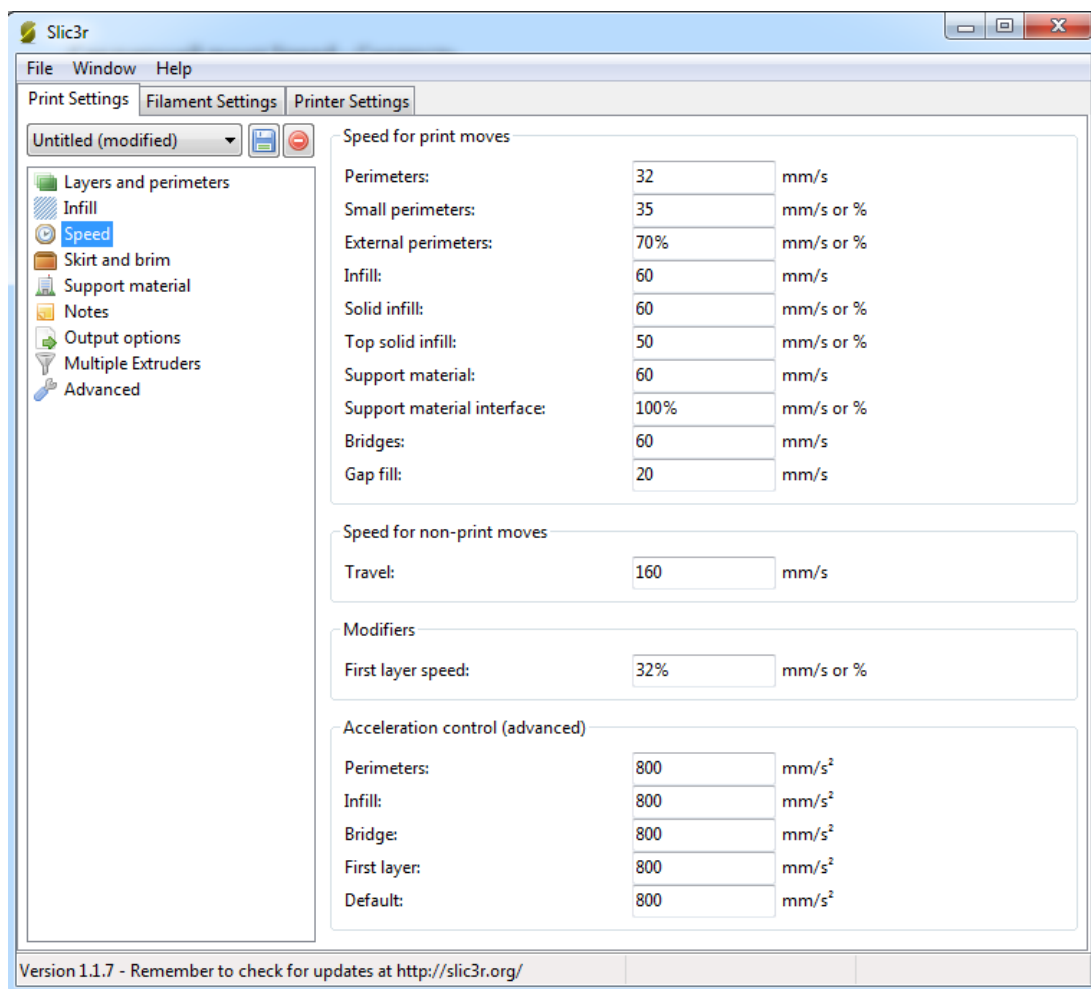 Slic3r
File Window Help
Print Settings Filament Settings Printer Settings
Untitled (modified)
Layers and perimeters
Infill
Speed
Skirt and brim
Support material
Notes
Output options
Multiple Extruders
Advanced
Speed for print moves
Perimeters: 32 mm/s
Small perimeters: 35 mm/s or %
External perimeters: 70% mm/s or %
Infill: 60 mm/s
Solid infill: 60 mm/s or %
Top solid infill: 50 mm/s or %
Support material: 60 mm/s
Support material interface: 100% mm/s or %
Bridges: 60 mm/s
Gap fill: 20 mm/s
Speed for non-print moves
Travel: 160 mm/s
Modifiers
First layer speed: 32% mm/s or %
Acceleration control (advanced)
Perimeters: 800 mm/s²
Infill: 800 mm/s²
Bridge: 800 mm/s²
First layer: 800 mm/s²
Default: 800 mm/s²
Version 1.1.7 - Remember to check for updates at http://slic3r.org/